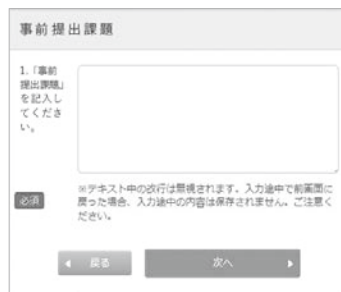 事前提出課題
1.「事前
提出課題」
を記入し
てくださ
い。
必須
※テキスト中の改行は無視されます。入力途中で前画面に
戻った場合、入力途中の内容は保存されません。ご注意く
ださい。
戻る
次へ